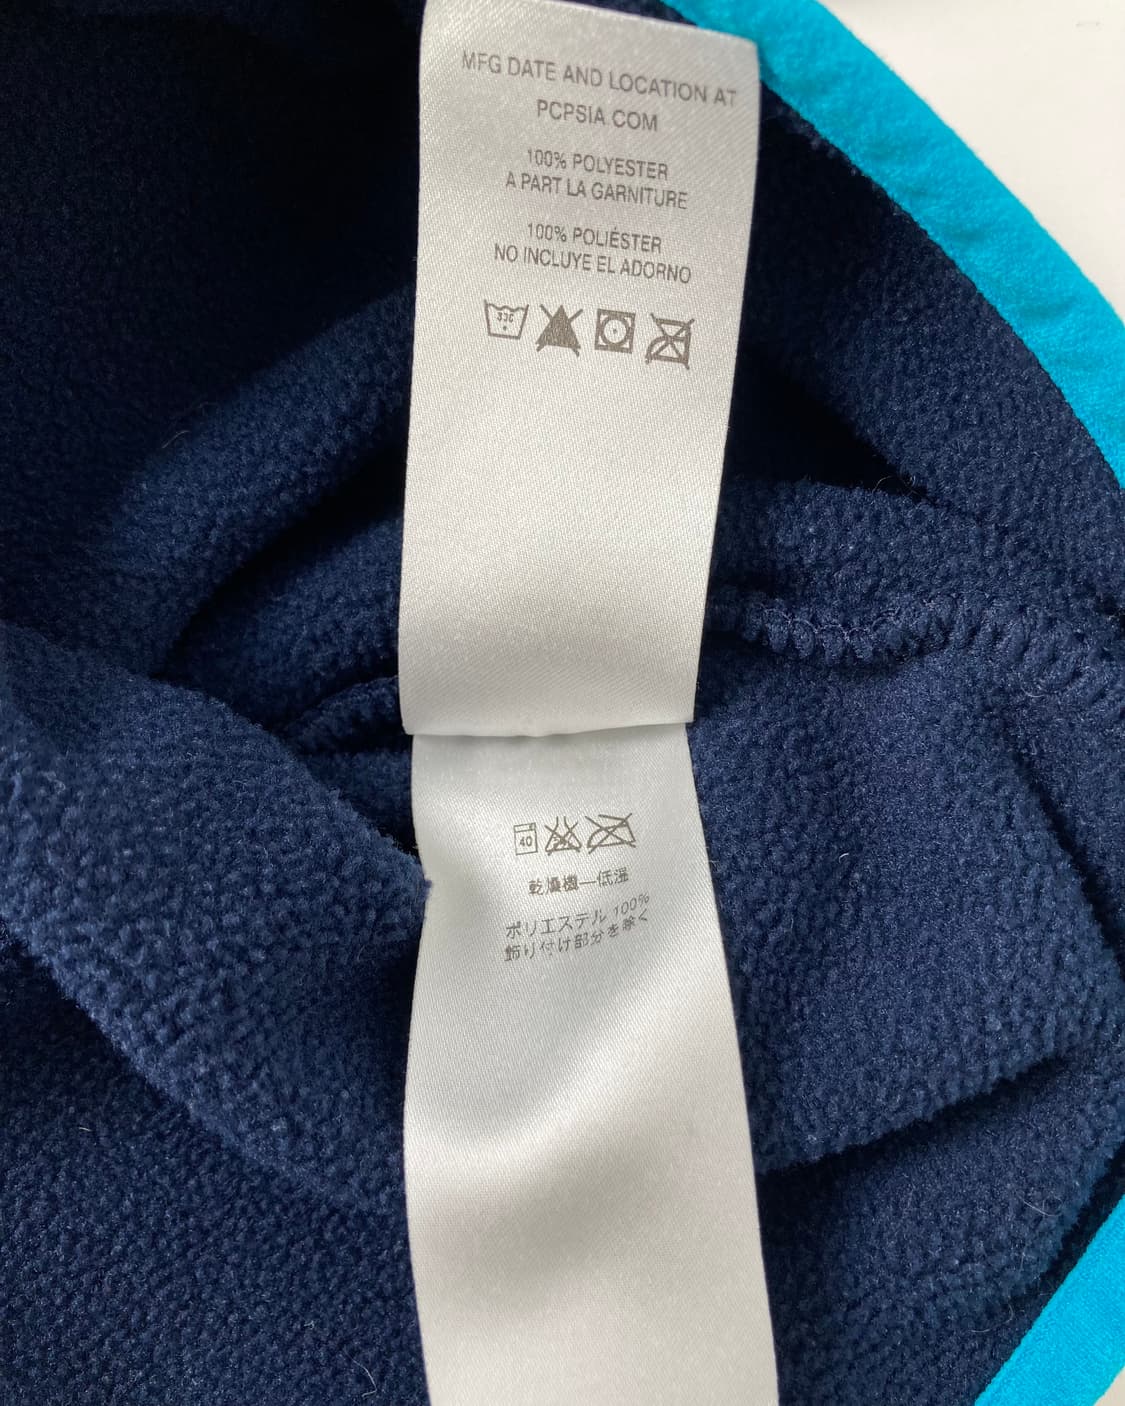 MFG DATE AND LOCATION AT
PCPSIA.COM
100% POLYESTER
A PART LA GARNITURE
100% POLIÉSTER
NO INCLUYE EL ADORNO
30C
40
乾燥機—低温
ポリエステル 100%
飾り付け部分を除く